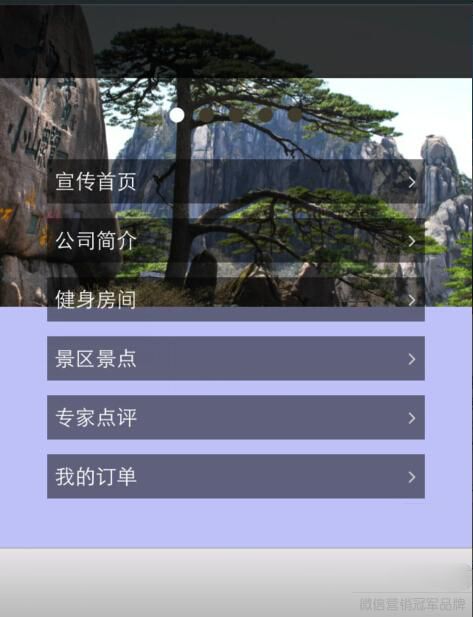 宣传首页
公司简介
健身房间
景区景点
专家点评
我的订单
微信营销冠军品牌